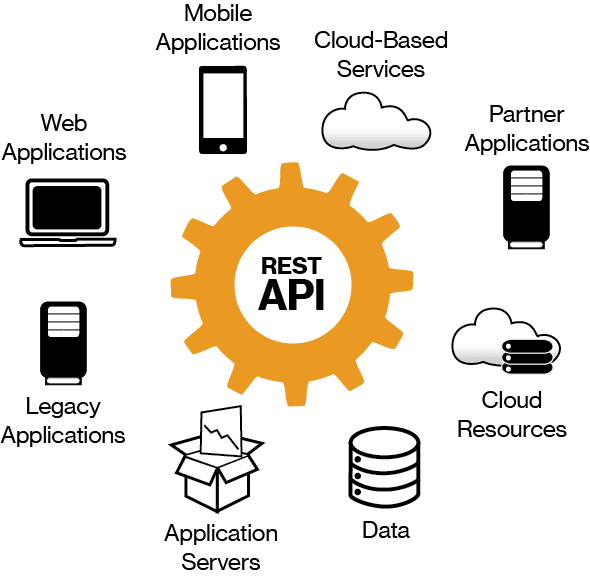 Mobile
Applications
Cloud-Based
Services
Partner
Applications
Web
Applications
REST
API
Legacy
Applications
Cloud
Resources
Application
Servers
Data